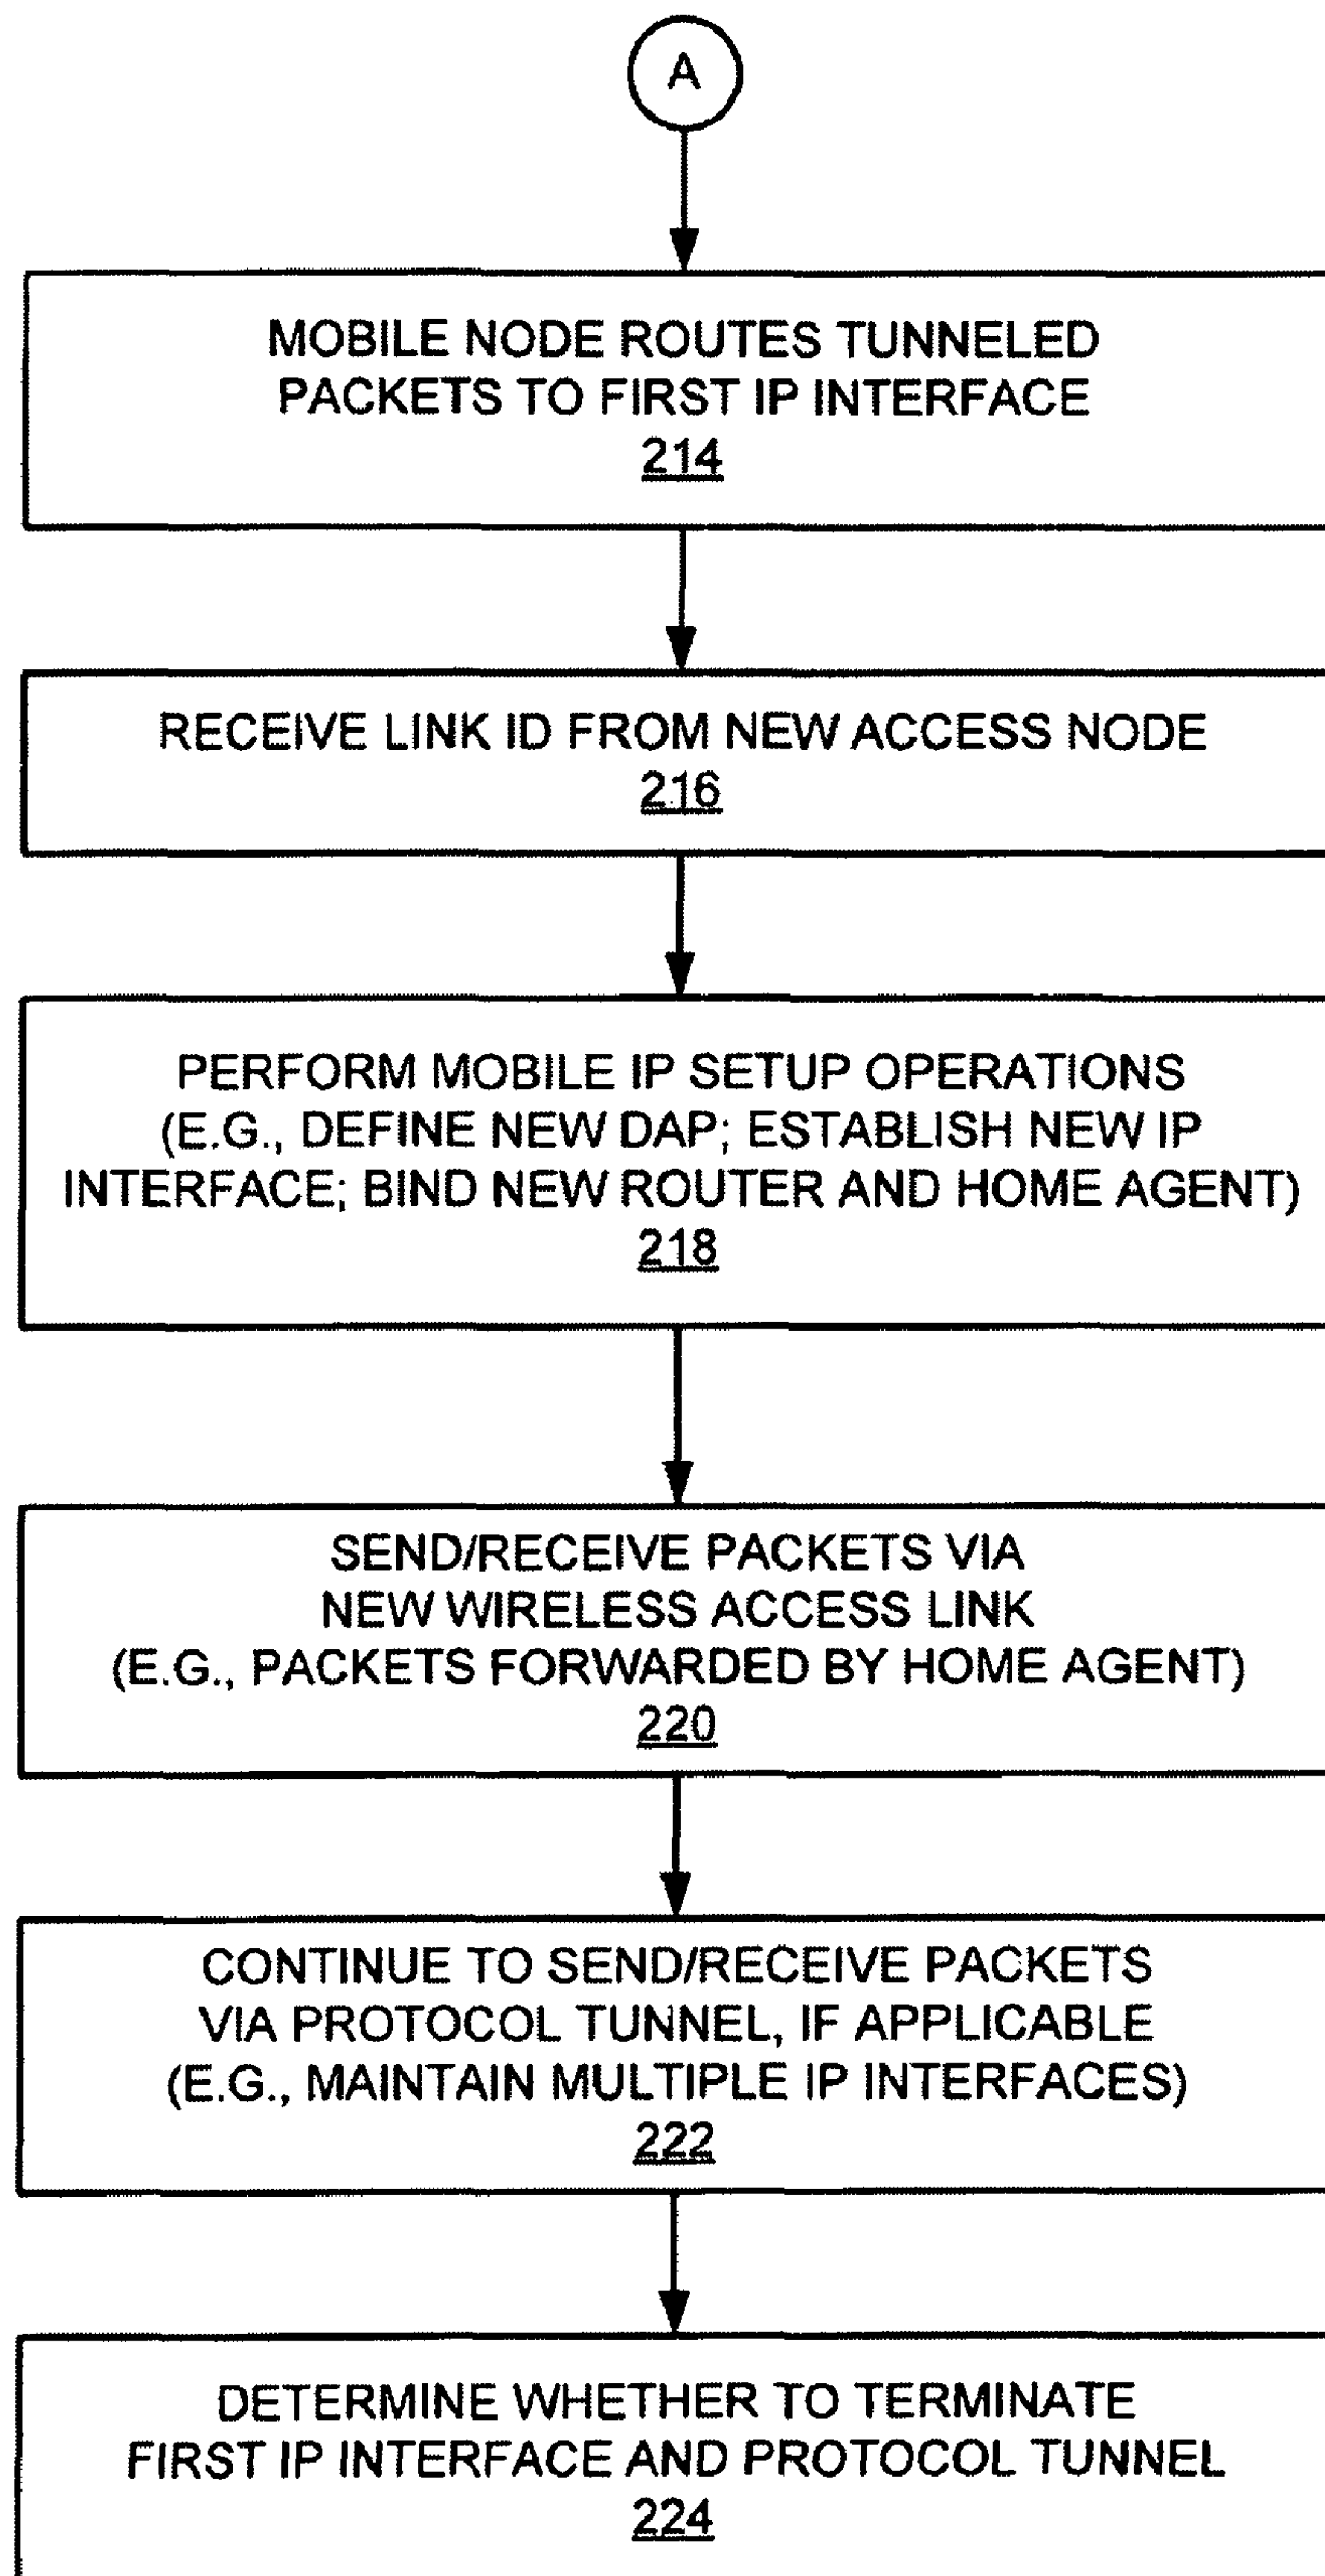 A
MOBILE NODE ROUTES TUNNELED
PACKETS TO FIRST IP INTERFACE
214
RECEIVE LINK ID FROM NEW ACCESS NODE
216
PERFORM MOBILE IP SETUP OPERATIONS
(E.G., DEFINE NEW DAP; ESTABLISH NEW IP
INTERFACE; BIND NEW ROUTER AND HOME AGENT)
218
SEND/RECEIVE PACKETS VIA
NEW WIRELESS ACCESS LINK
(E.G., PACKETS FORWARDED BY HOME AGENT)
220
CONTINUE TO SEND/RECEIVE PACKETS
VIA PROTOCOL TUNNEL, IF APPLICABLE
(E.G., MAINTAIN MULTIPLE IP INTERFACES)
222
DETERMINE WHETHER TO TERMINATE
FIRST IP INTERFACE AND PROTOCOL TUNNEL
224